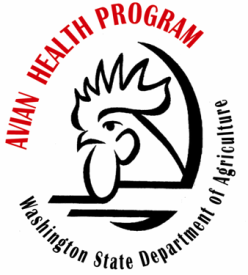 AVIAN HEALTH PROGRAM
Washington State Department of Agriculture